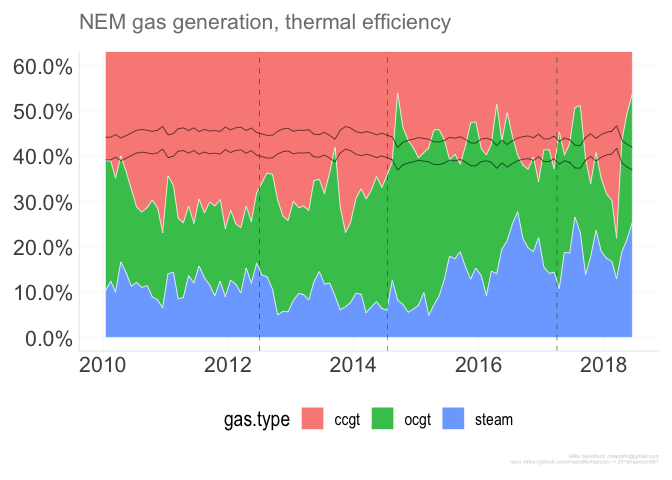 NEM gas generation, thermal efficiency
60.0%
50.0%
40.0%
30.0%
20.0%
10.0%
0.0%
2010 2012 2014 2016 2018
gas.type ccgt ocgt steam